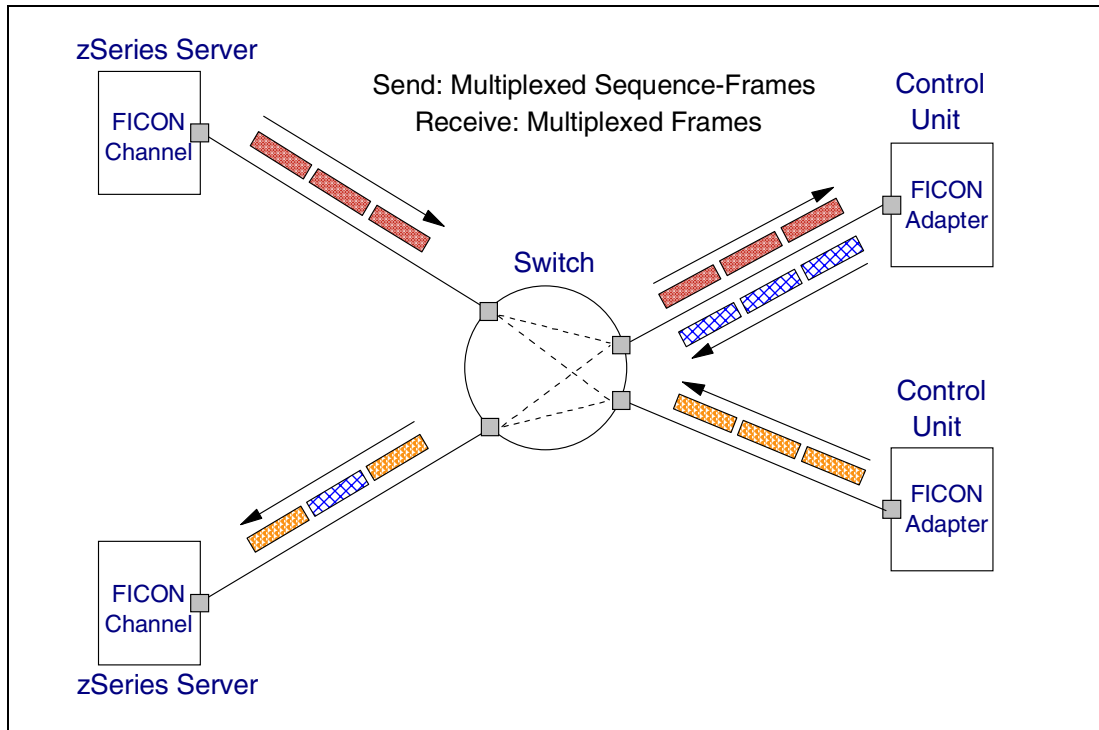 zSeries Server
FICON
Channel
Send: Multiplexed Sequence-Frames
Receive: Multiplexed Frames
Control
Unit
FICON
Adapter
Switch
Control
Unit
FICON
Adapter
FICON
Channel
zSeries Server